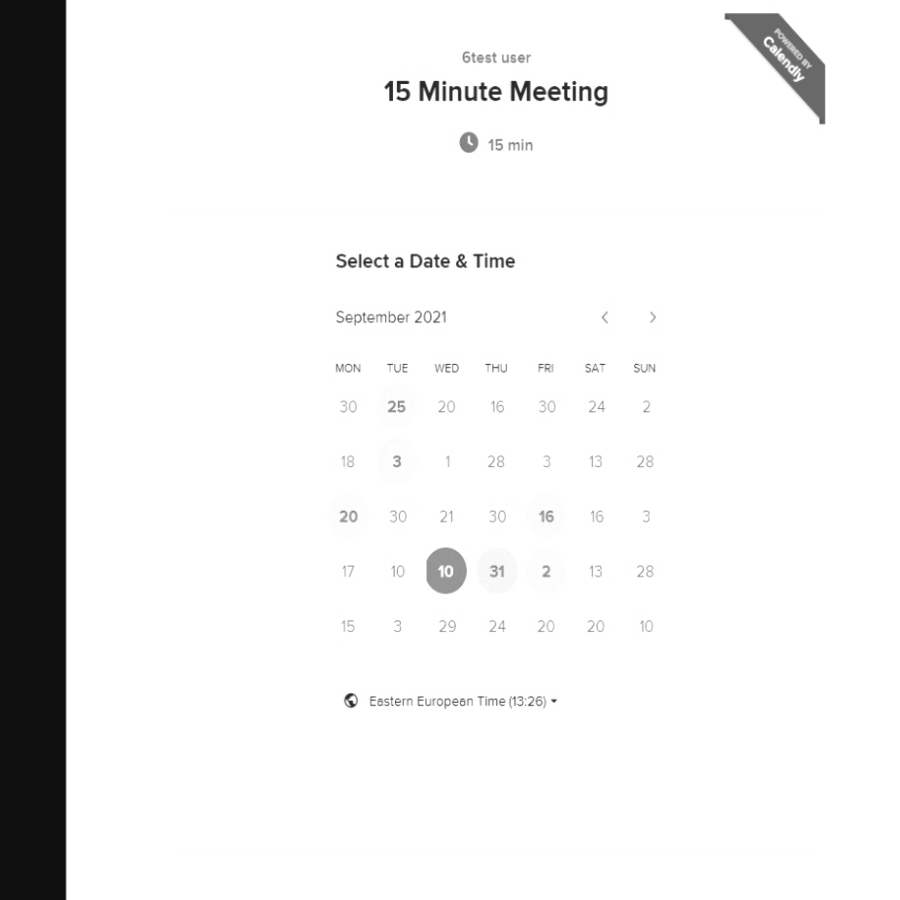 POWERED BY
Calendly
6test user
15 Minute Meeting
15 min
Select a Date & Time
September 2021
MON TUE WED THU FRI SAT SUN
30 25 20 16 30 24 2
18 3 1 28 3 13 28
20 30 21 30 16 16 3
17 10 10 31 2 13 28
15 3 29 24 20 20 10
Eastern European Time (13:26)